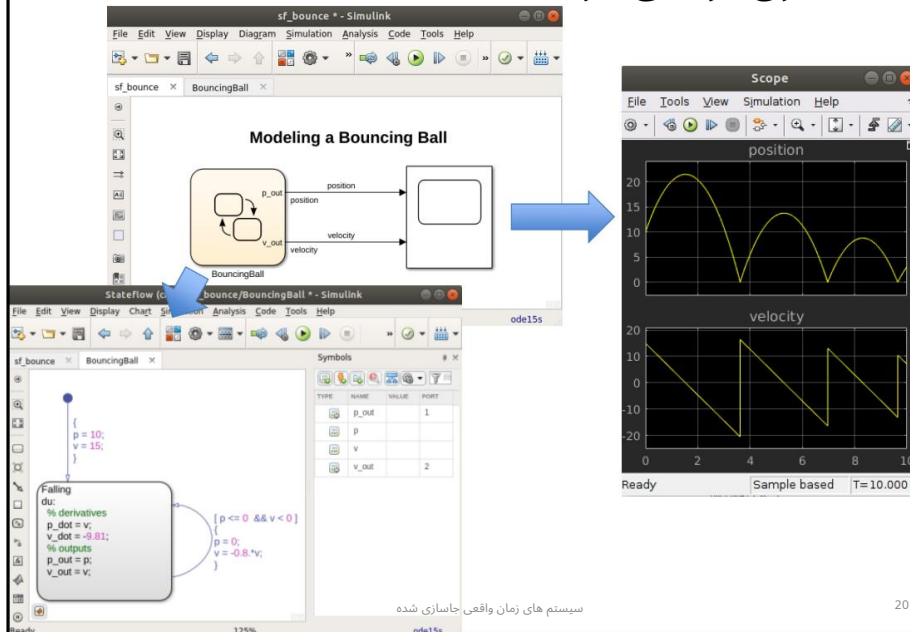 sf_bounce * - Simulink
File Edit View Display Diagram Simulation Analysis Code Tools Help
sf_bounce × BouncingBall ×
Modeling a Bouncing Ball
p_out
position
position
v_out
velocity
velocity
BouncingBall
ode15s
Scope
File Tools View Simulation Help
position
20
15
10
5
0
velocity
20
10
0
-10
-20
0 2 4 6 8 10
Ready Sample based T=10.000
Stateflow bounce/BouncingBall * - Simulink
File Edit View Display Chart Analysis Code Tools Help
sf_bounce × BouncingBall ×
Symbols
TYPE NAME VALUE PORT
p_out 1
p
v
v_out 2
{
p = 10;
v = 15;
}
Falling
du:
% derivatives
p_dot = v;
v_dot = -9.81;
% outputs
p_out = p;
v_out = v;
[ p <= 0 && v < 0 ]
{
p = 0;
v = -0.8.*v;
}
Ready 125% ode15s
سیستم های زمان واقعی جاسازی شده
20